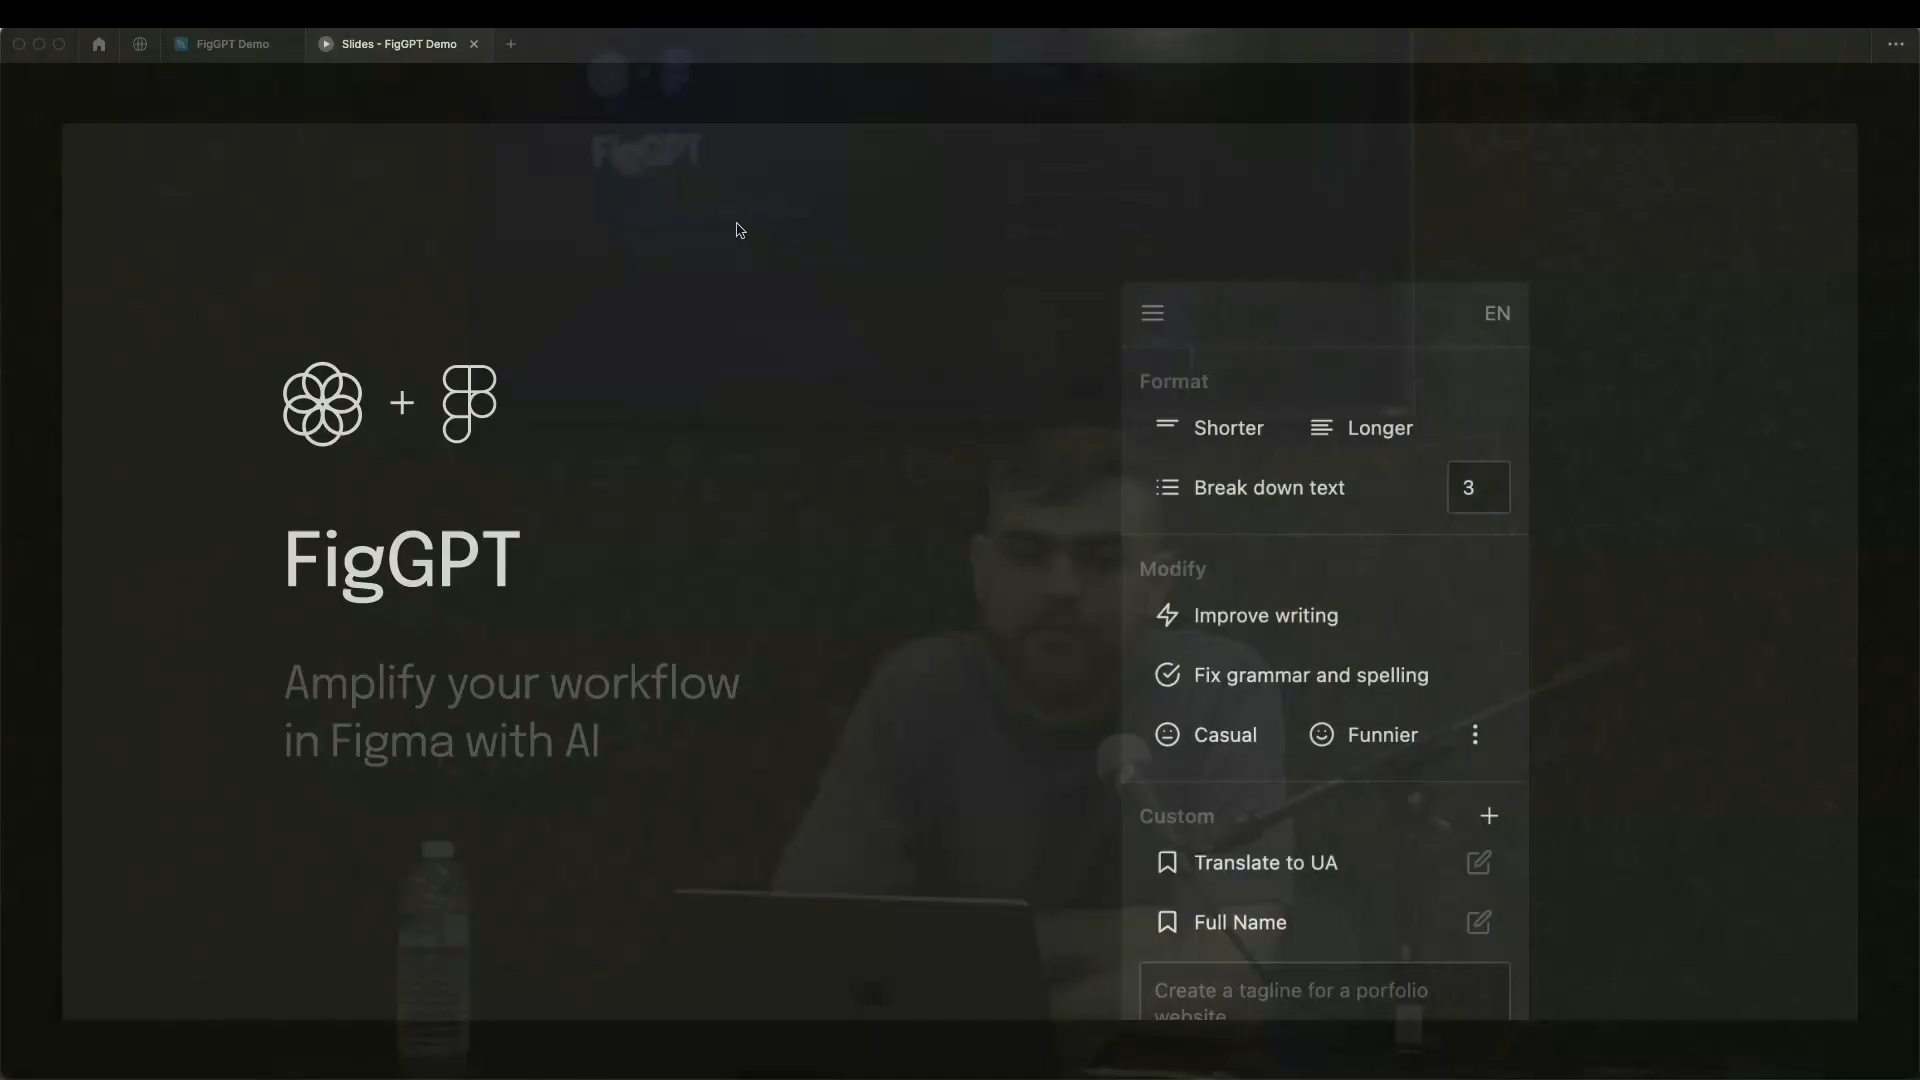 FigGPT Demo
Slides - FigGPT Demo
FigGPT
EN
Format
Shorter
Longer
Break down text
3
FigGPT
Modify
Improve writing
Fix grammar and spelling
Amplify your workflow
in Figma with AI
Casual
Funnier
Custom
Translate to UA
Full Name
Create a tagline for a porfolio
website